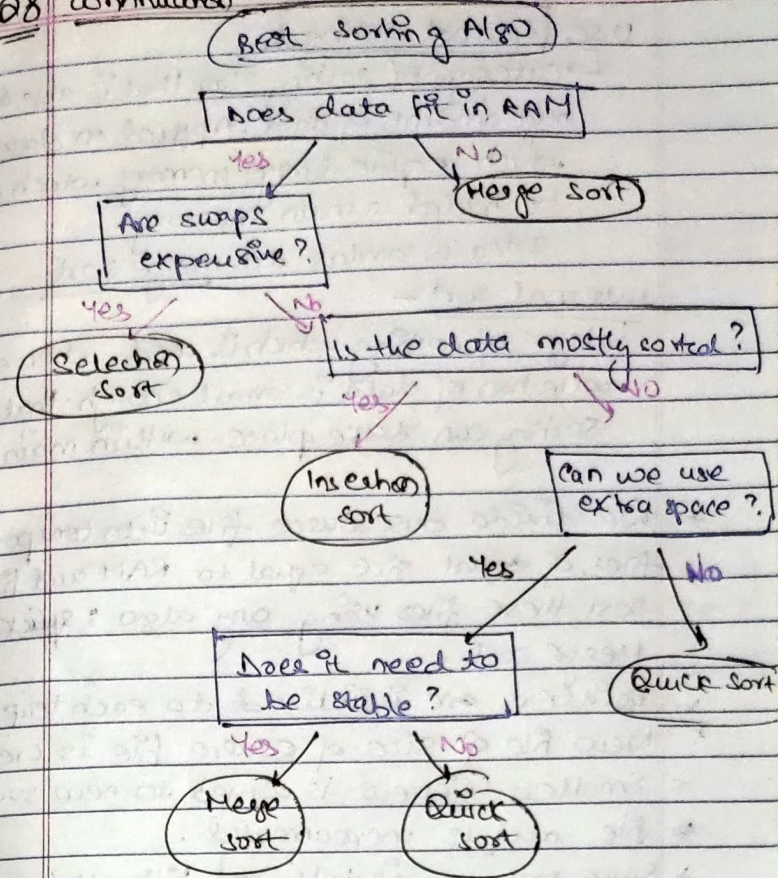 Best Sorting Algo
Does data fit in RAM
Yes
NO
Merge Sort
Are swaps
expensive?
Yes
No
Selection
Sort
Is the data mostly sorted?
Yes
NO
Insertion
sort
Can we use
extra space?
Yes
No
Does it need to
be stable?
Quick Sort
Yes
No
Merge
sort
Quick
sort